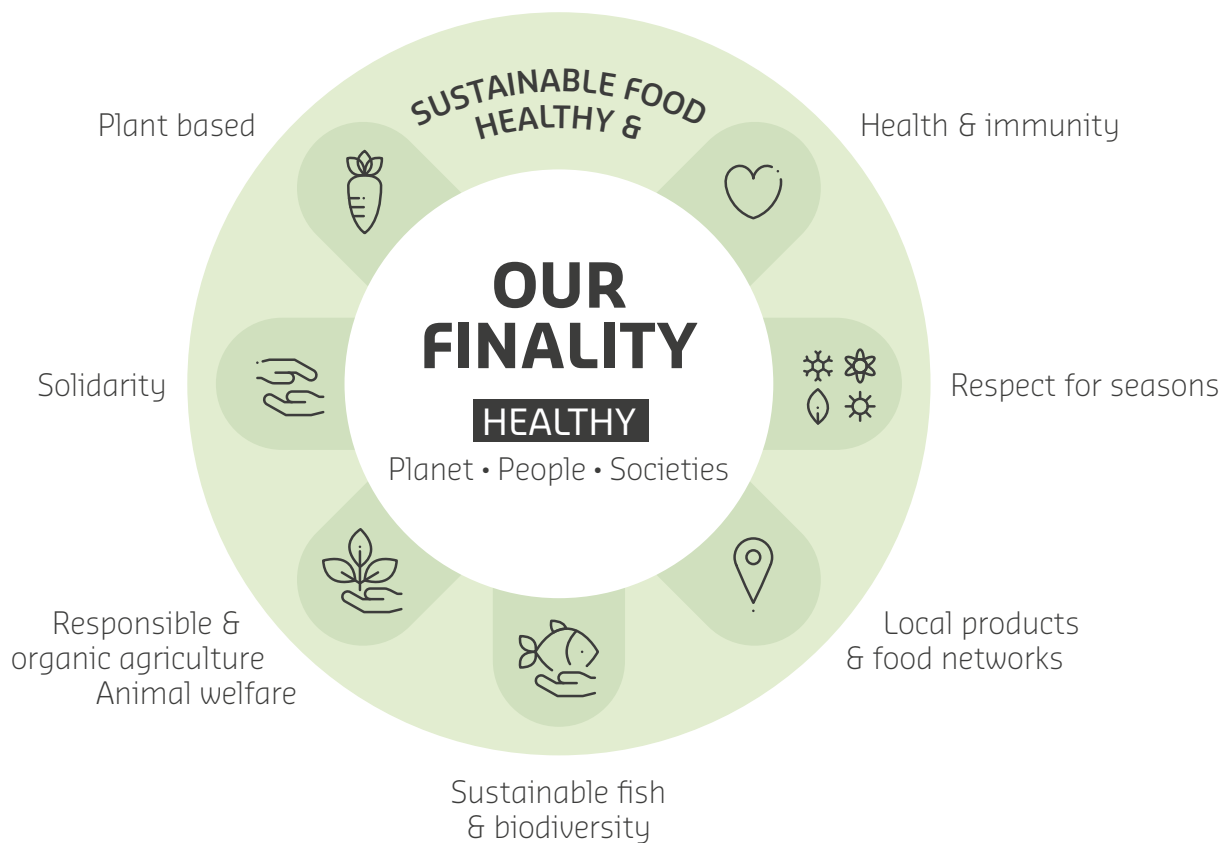 SUSTAINABLE FOOD
HEALTHY &
Plant based
Health & immunity
OUR
FINALITY
HEALTHY
Planet • People • Societies
Solidarity
Respect for seasons
Responsible &
organic agriculture
Animal welfare
Local products
& food networks
Sustainable fish
& biodiversity